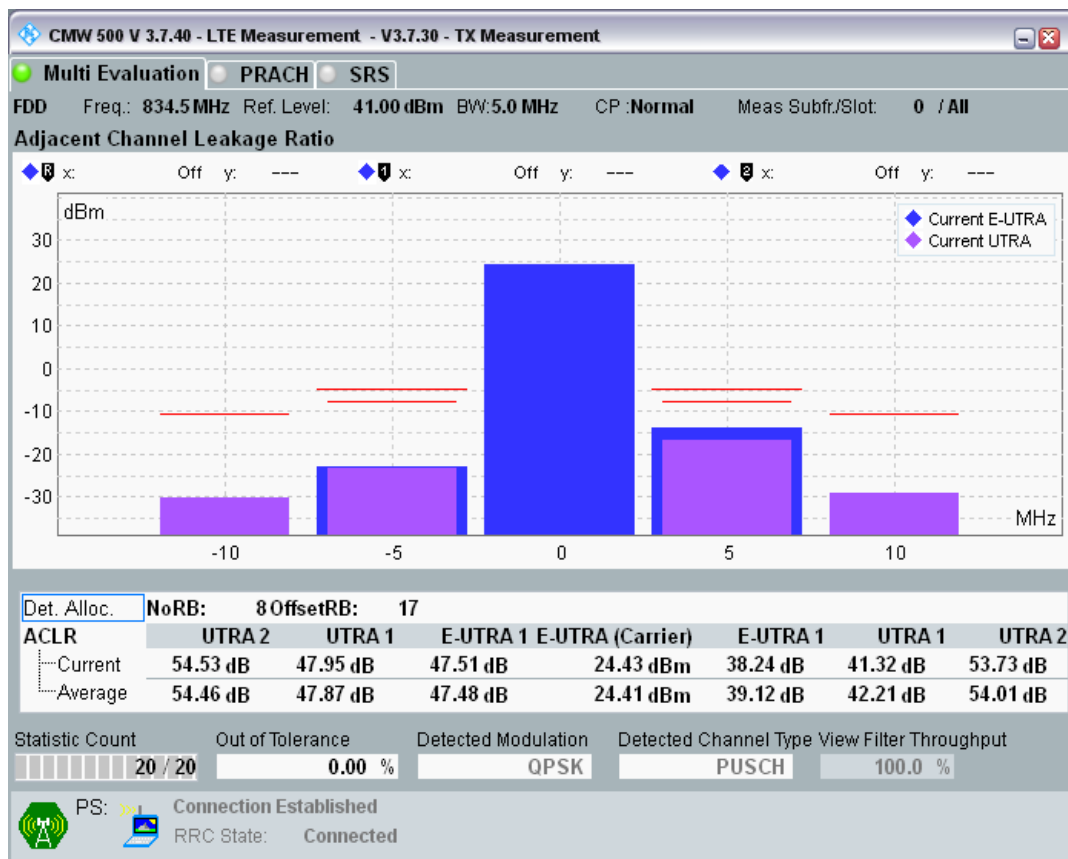 CMW 500 V 3.7.40 - LTE Measurement - V3.7.30 - TX Measurement
Multi Evaluation PRACH SRS
FDD Freq.: 834.5 MHz Ref. Level: 41.00 dBm BW:5.0 MHz CP :Normal Meas Subfr./Slot: 0 / All
Adjacent Channel Leakage Ratio
R x: Off y: --- 1 x: Off y: --- 2 x: Off y: ---
dBm
Current E-UTRA
Current UTRA
30
20
10
0
-10
-20
-30
MHz
-10 -5 0 5 10
Det. Alloc. NoRB: 8 OffsetRB: 17
ACLR UTRA 2 UTRA 1 E-UTRA 1 E-UTRA (Carrier) E-UTRA 1 UTRA 1 UTRA 2
Current 54.53 dB 47.95 dB 47.51 dB 24.43 dBm 38.24 dB 41.32 dB 53.73 dB
Average 54.46 dB 47.87 dB 47.48 dB 24.41 dBm 39.12 dB 42.21 dB 54.01 dB
Statistic Count Out of Tolerance Detected Modulation Detected Channel Type View Filter Throughput
20 / 20 0.00 % QPSK PUSCH 100.0 %
PS: Connection Established
RRC State: Connected